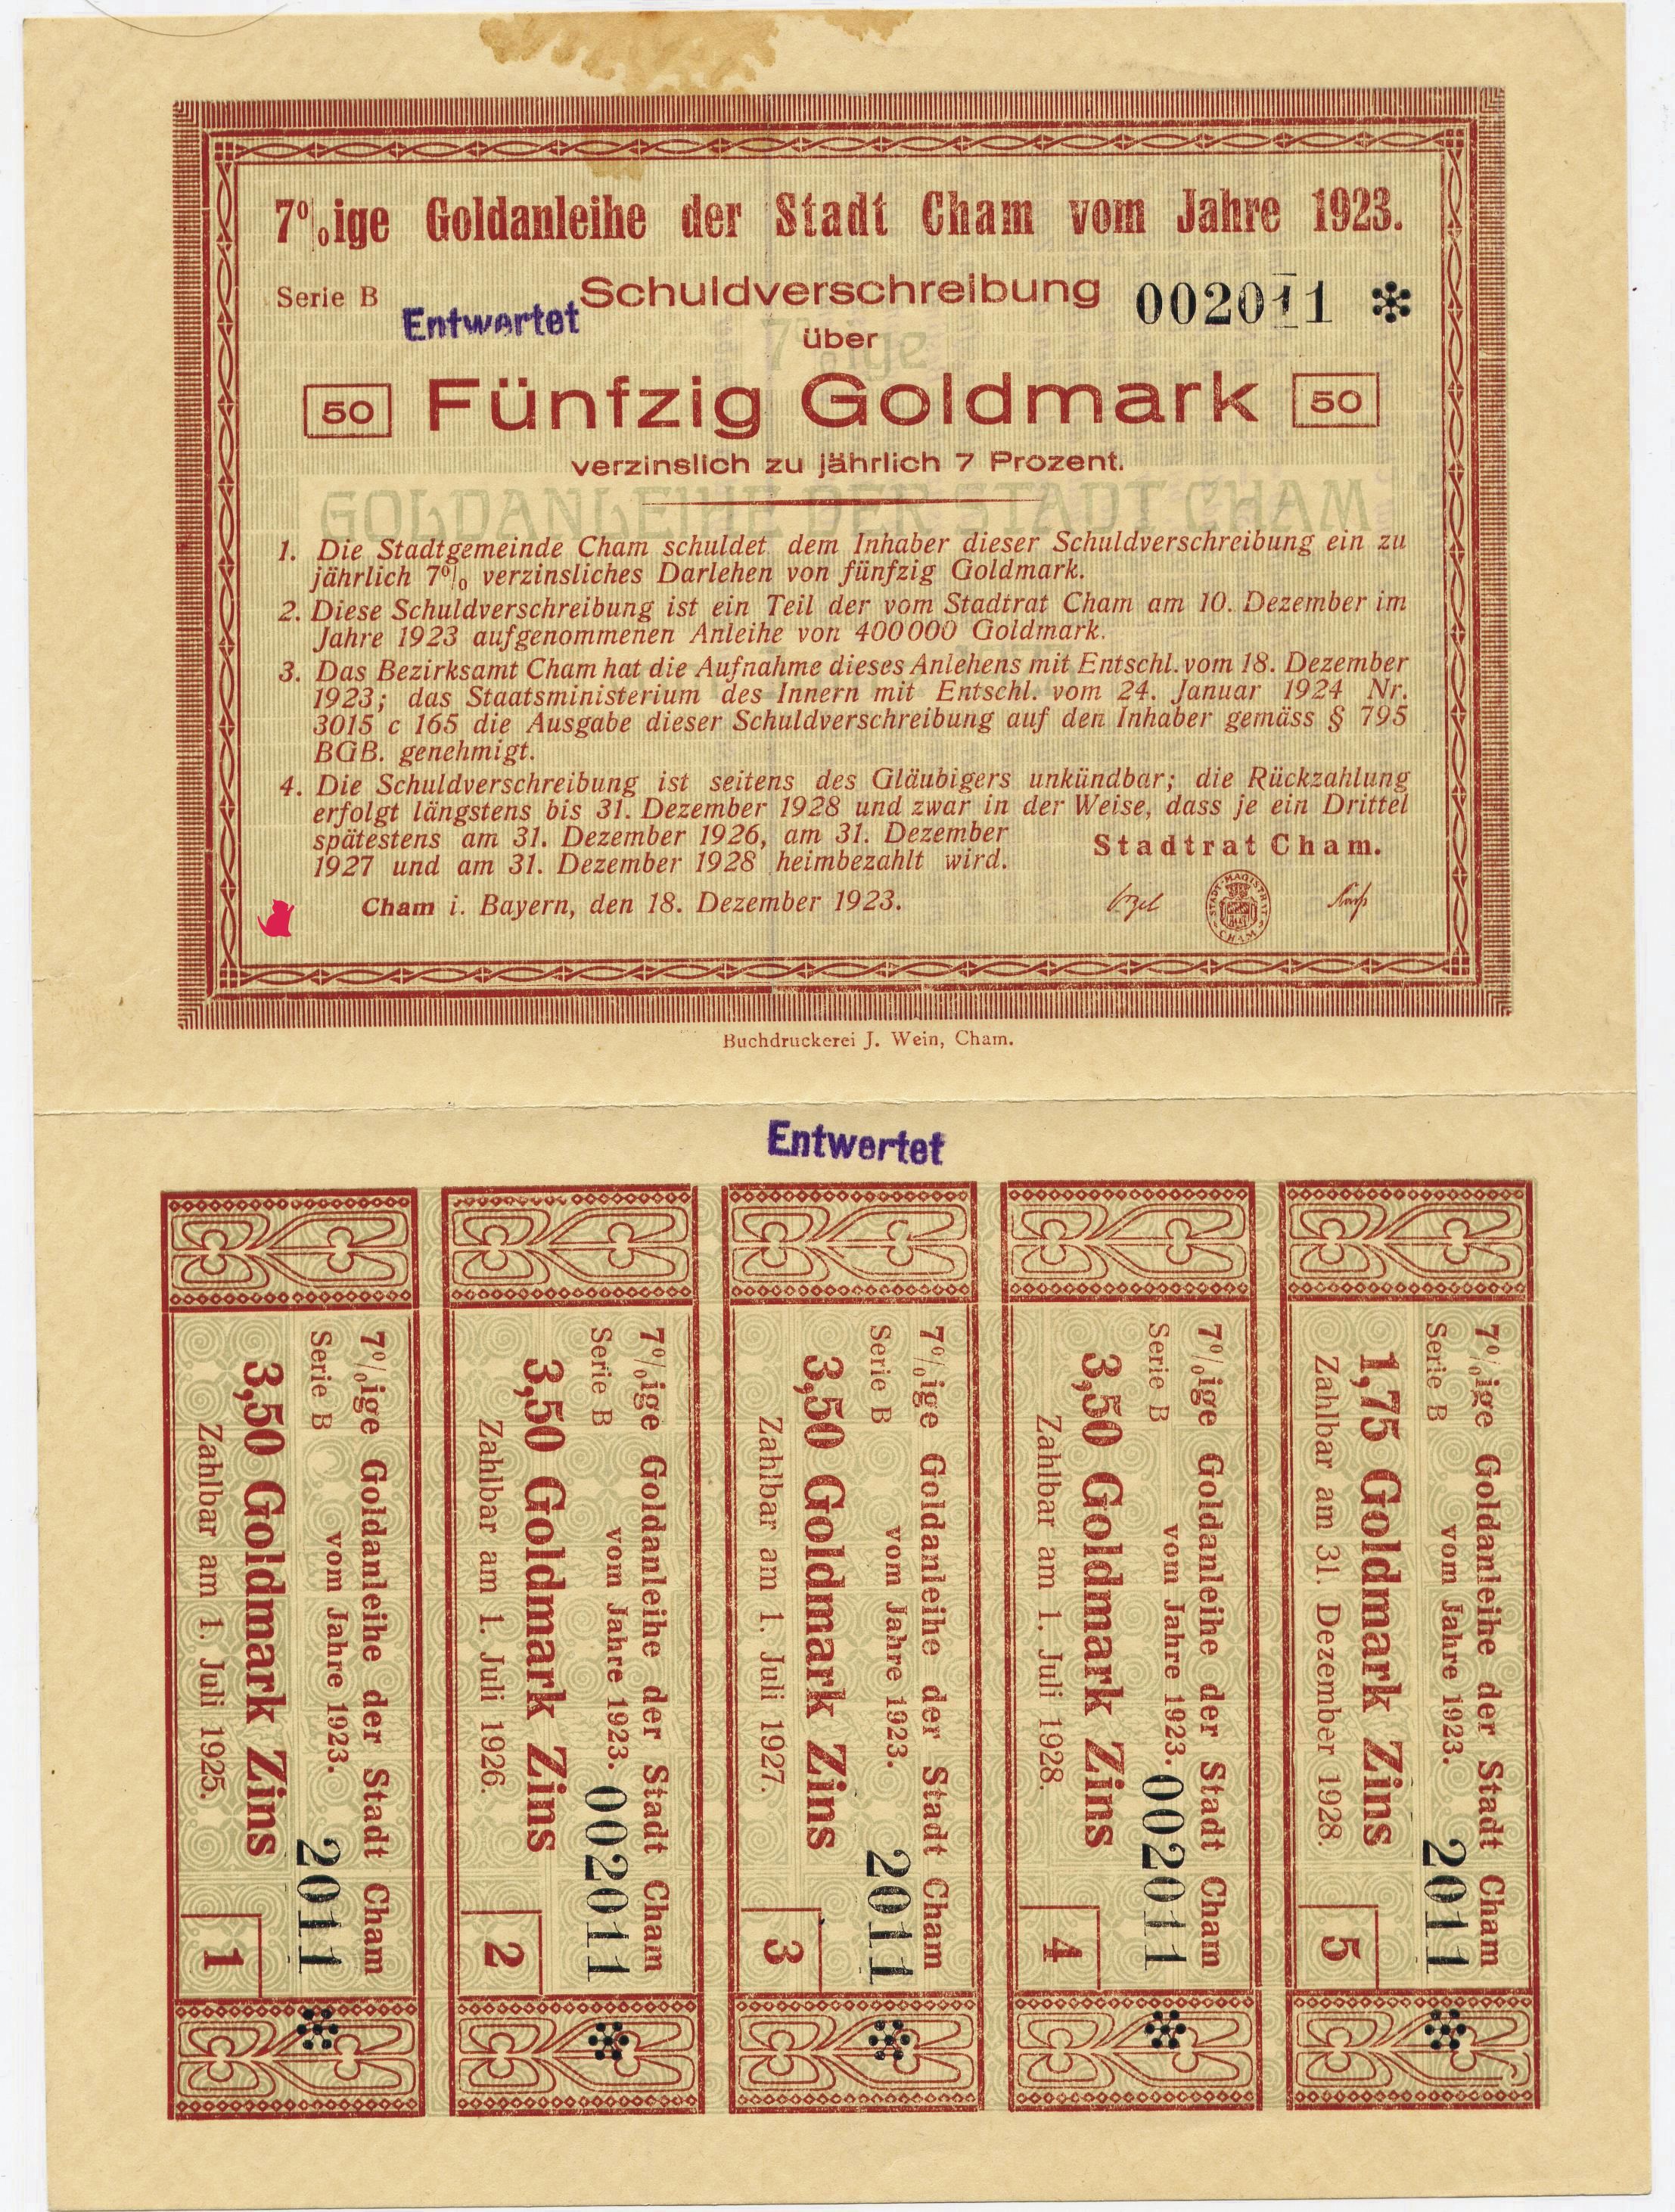 7%ige Goldanleihe der Stadt Cham vom Jahre 1923.
Serie B
Entwertet
Schuldverschreibung
002011
über
7%ige
50 Fünfzig Goldmark 50
verzinslich zu jährlich 7 Prozent.
GOLDANLEIHE DER STADT CHAM
1. Die Stadtgemeinde Cham schuldet dem Inhaber dieser Schuldverschreibung ein zu
jährlich 7% verzinsliches Darlehen von fünfzig Goldmark.
2. Diese Schuldverschreibung ist ein Teil der vom Stadtrat Cham am 10. Dezember im
Jahre 1923 aufgenommenen Anleihe von 400000 Goldmark.
3. Das Bezirksamt Cham hat die Aufnahme dieses Anlehens mit Entschl. vom 18. Dezember
1923; das Staatsministerium des Innern mit Entschl. vom 24. Januar 1924 Nr.
3015 c 165 die Ausgabe dieser Schuldverschreibung auf den Inhaber gemäss § 795
BGB. genehmigt.
4. Die Schuldverschreibung ist seitens des Gläubigers unkündbar; die Rückzahlung
erfolgt längstens bis 31. Dezember 1928 und zwar in der Weise, dass je ein Drittel
spätestens am 31. Dezember 1926, am 31. Dezember
1927 und am 31. Dezember 1928 heimbezahlt wird.
Stadtrat Cham.
Cham i. Bayern, den 18. Dezember 1923.
STADT-MAGISTRAT
CHAM
Buchdruckerei J. Wein, Cham.
Entwertet
7%ige Goldanleihe der Stadt Cham
Serie B vom Jahre 1923. 2011
3,50 Goldmark Zins
Zahlbar am 1. Juli 1925.
1
7%ige Goldanleihe der Stadt Cham
Serie B vom Jahre 1923. 002011
3,50 Goldmark Zins
Zahlbar am 1. Juli 1926.
2
7%ige Goldanleihe der Stadt Cham
Serie B vom Jahre 1923. 2011
3,50 Goldmark Zins
Zahlbar am 1. Juli 1927.
3
7%ige Goldanleihe der Stadt Cham
Serie B vom Jahre 1923. 002011
3,50 Goldmark Zins
Zahlbar am 1. Juli 1928.
4
7%ige Goldanleihe der Stadt Cham
Serie B vom Jahre 1923. 2011
1,75 Goldmark Zins
Zahlbar am 31. Dezember 1928.
5